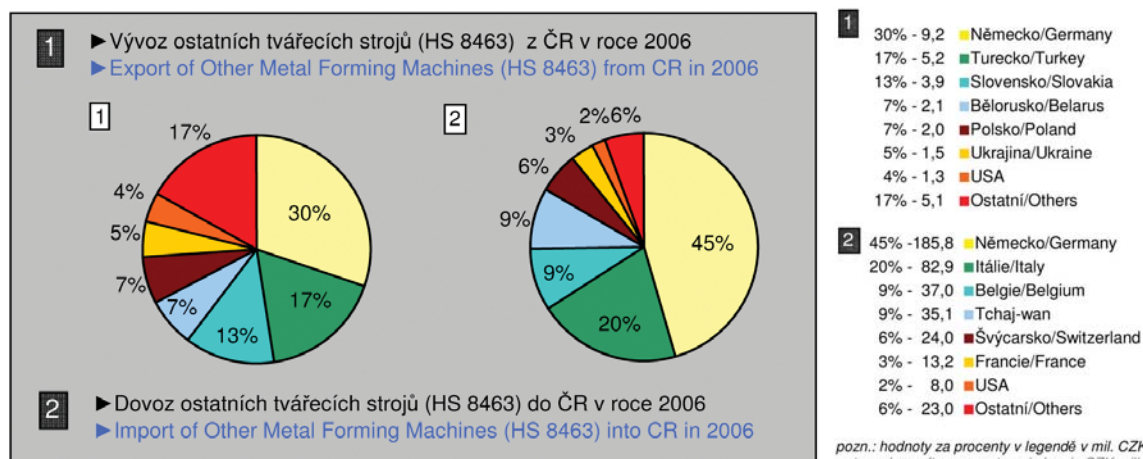 1
►Vývoz ostatních tvářecích strojů (HS 8463) z ČR v roce 2006
►Export of Other Metal Forming Machines (HS 8463) from CR in 2006
1
17%
4%
5%
7%
7%
13%
17%
30%
2
2%
6%
3%
6%
9%
9%
20%
45%
2
►Dovoz ostatních tvářecích strojů (HS 8463) do ČR v roce 2006
►Import of Other Metal Forming Machines (HS 8463) into CR in 2006
1
30% - 9,2 Německo/Germany
17% - 5,2 Turecko/Turkey
13% - 3,9 Slovensko/Slovakia
7% - 2,1 Bělorusko/Belarus
7% - 2,0 Polsko/Poland
5% - 1,5 Ukrajina/Ukraine
4% - 1,3 USA
17% - 5,1 Ostatní/Others
2
45% -185,8 Německo/Germany
20% - 82,9 Itálie/Italy
9% - 37,0 Belgie/Belgium
9% - 35,1 Tchaj-wan
6% - 24,0 Švýcarsko/Switzerland
3% - 13,2 Francie/France
2% - 8,0 USA
6% - 23,0 Ostatní/Others
pozn.: hodnoty za procenty v legendě v mil. CZK